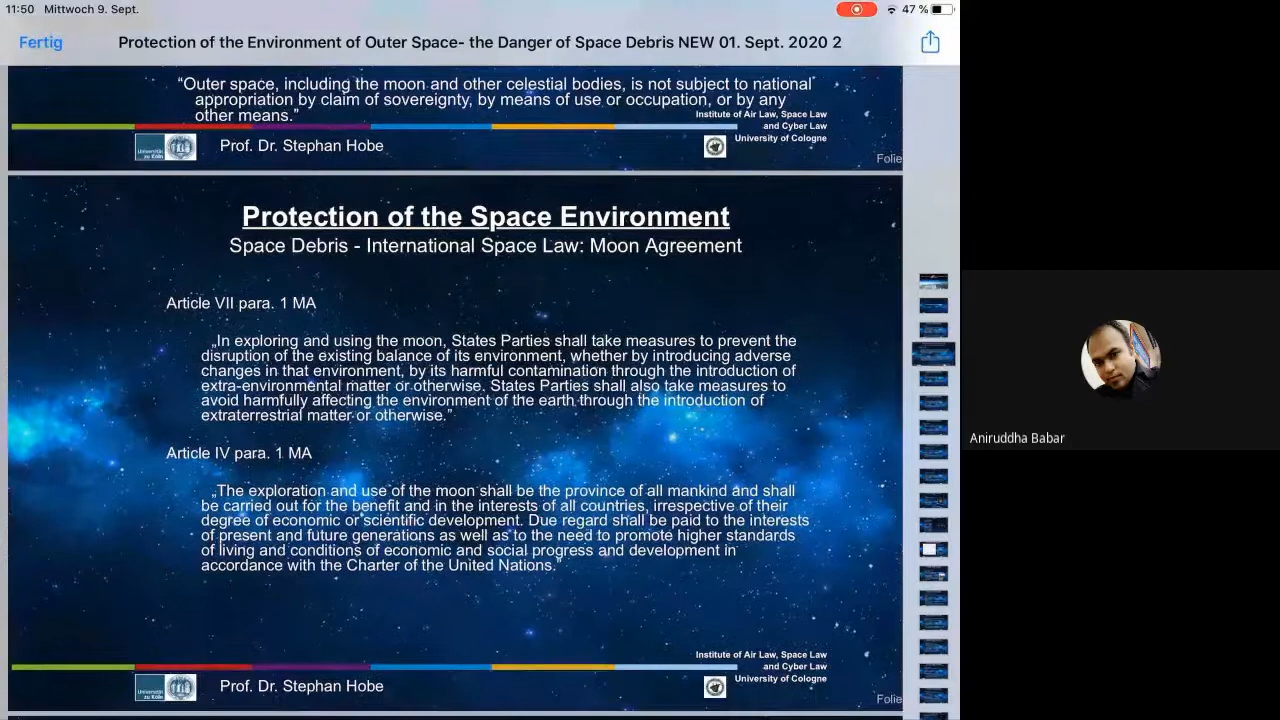 11:50 Mittwoch 9. Sept.
47 %
Fertig
Protection of the Environment of Outer Space- the Danger of Space Debris NEW 01. Sept. 2020 2
“Outer space, including the moon and other celestial bodies, is not subject to national
appropriation by claim of sovereignty, by means of use or occupation, or by any
other means.”
Institute of Air Law, Space Law
and Cyber Law
University of Cologne
Universität
zu Köln
Prof. Dr. Stephan Hobe
Folie
Protection of the Space Environment
Space Debris - International Space Law: Moon Agreement
Article VII para. 1 MA
„In exploring and using the moon, States Parties shall take measures to prevent the
disruption of the existing balance of its environment, whether by introducing adverse
changes in that environment, by its harmful contamination through the introduction of
extra-environmental matter or otherwise. States Parties shall also take measures to
avoid harmfully affecting the environment of the earth through the introduction of
extraterrestrial matter or otherwise.”
Article IV para. 1 MA
„The exploration and use of the moon shall be the province of all mankind and shall
be carried out for the benefit and in the interests of all countries, irrespective of their
degree of economic or scientific development. Due regard shall be paid to the interests
of present and future generations as well as to the need to promote higher standards
of living and conditions of economic and social progress and development in
accordance with the Charter of the United Nations.”
Institute of Air Law, Space Law
and Cyber Law
University of Cologne
Universität
zu Köln
Prof. Dr. Stephan Hobe
Folie
Aniruddha Babar